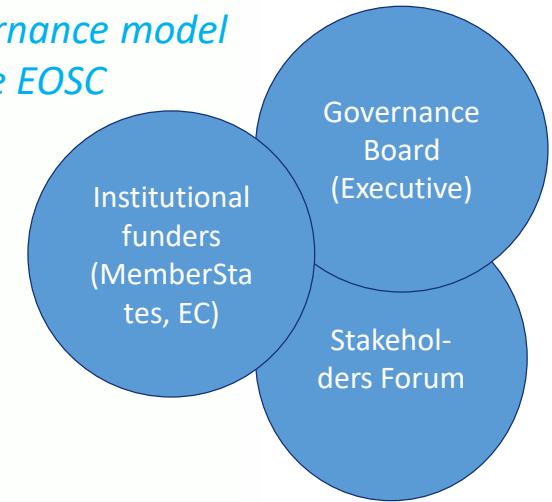 rnance model
e EOSC
Governance
Board
(Executive)
Institutional
funders
(MemberSta
tes, EC)
Stakehol-
ders Forum